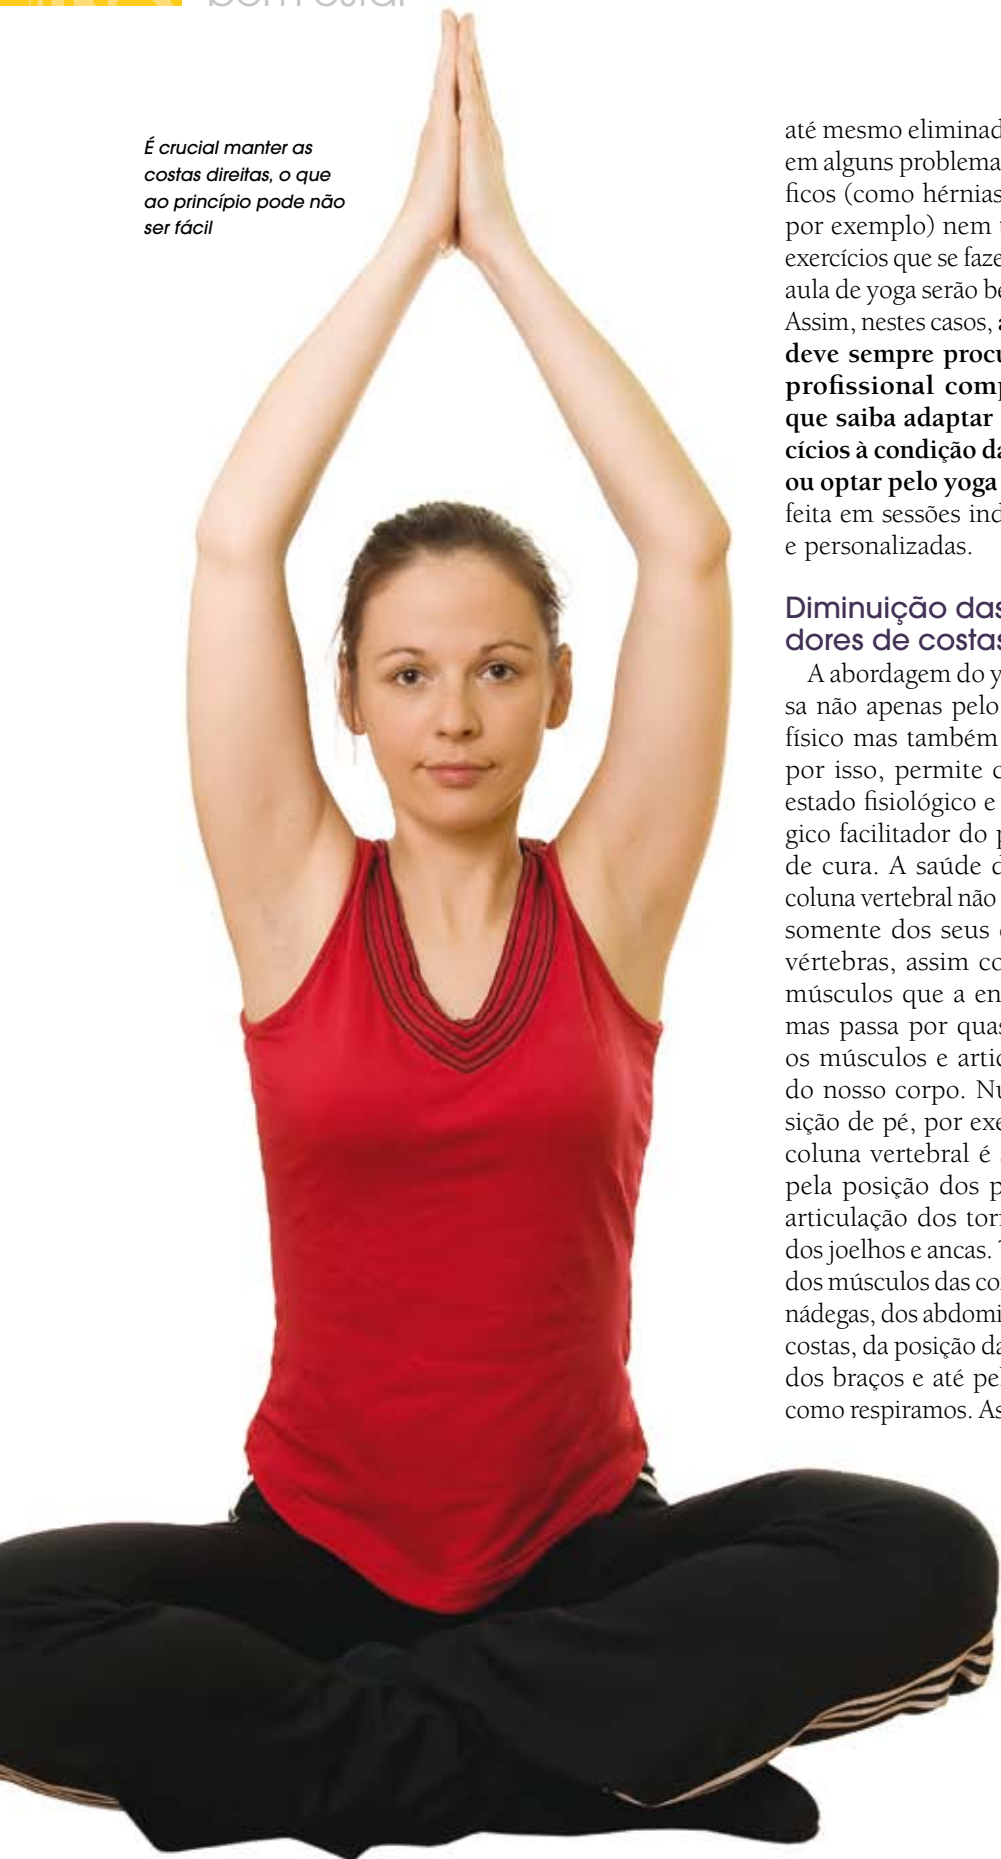 bem estar
É crucial manter as
costas direitas, o que
ao princípio pode não
ser fácil
até mesmo eliminad
em alguns problema
ficos (como hérnias
por exemplo) nem
exercícios que se faze
aula de yoga serão be
Assim, nestes casos,
deve sempre procu
profissional comp
que saiba adaptar
cícios à condição da
ou optar pelo yoga
feita em sessões ind
e personalizadas.
Diminuição das
dores de costas
A abordagem do y
sa não apenas pelo
físico mas também
por isso, permite
estado fisiológico e
gico facilitador do
de cura. A saúde d
coluna vertebral não
somente dos seus
vértebras, assim co
músculos que a en
mas passa por quas
os músculos e artic
do nosso corpo. Nu
sição de pé, por exe
coluna vertebral é
pela posição dos p
articulação dos torn
dos joelhos e ancas.
dos músculos das co
nádegas, dos abdomi
costas, da posição da
dos braços e até pel
como respiramos. As